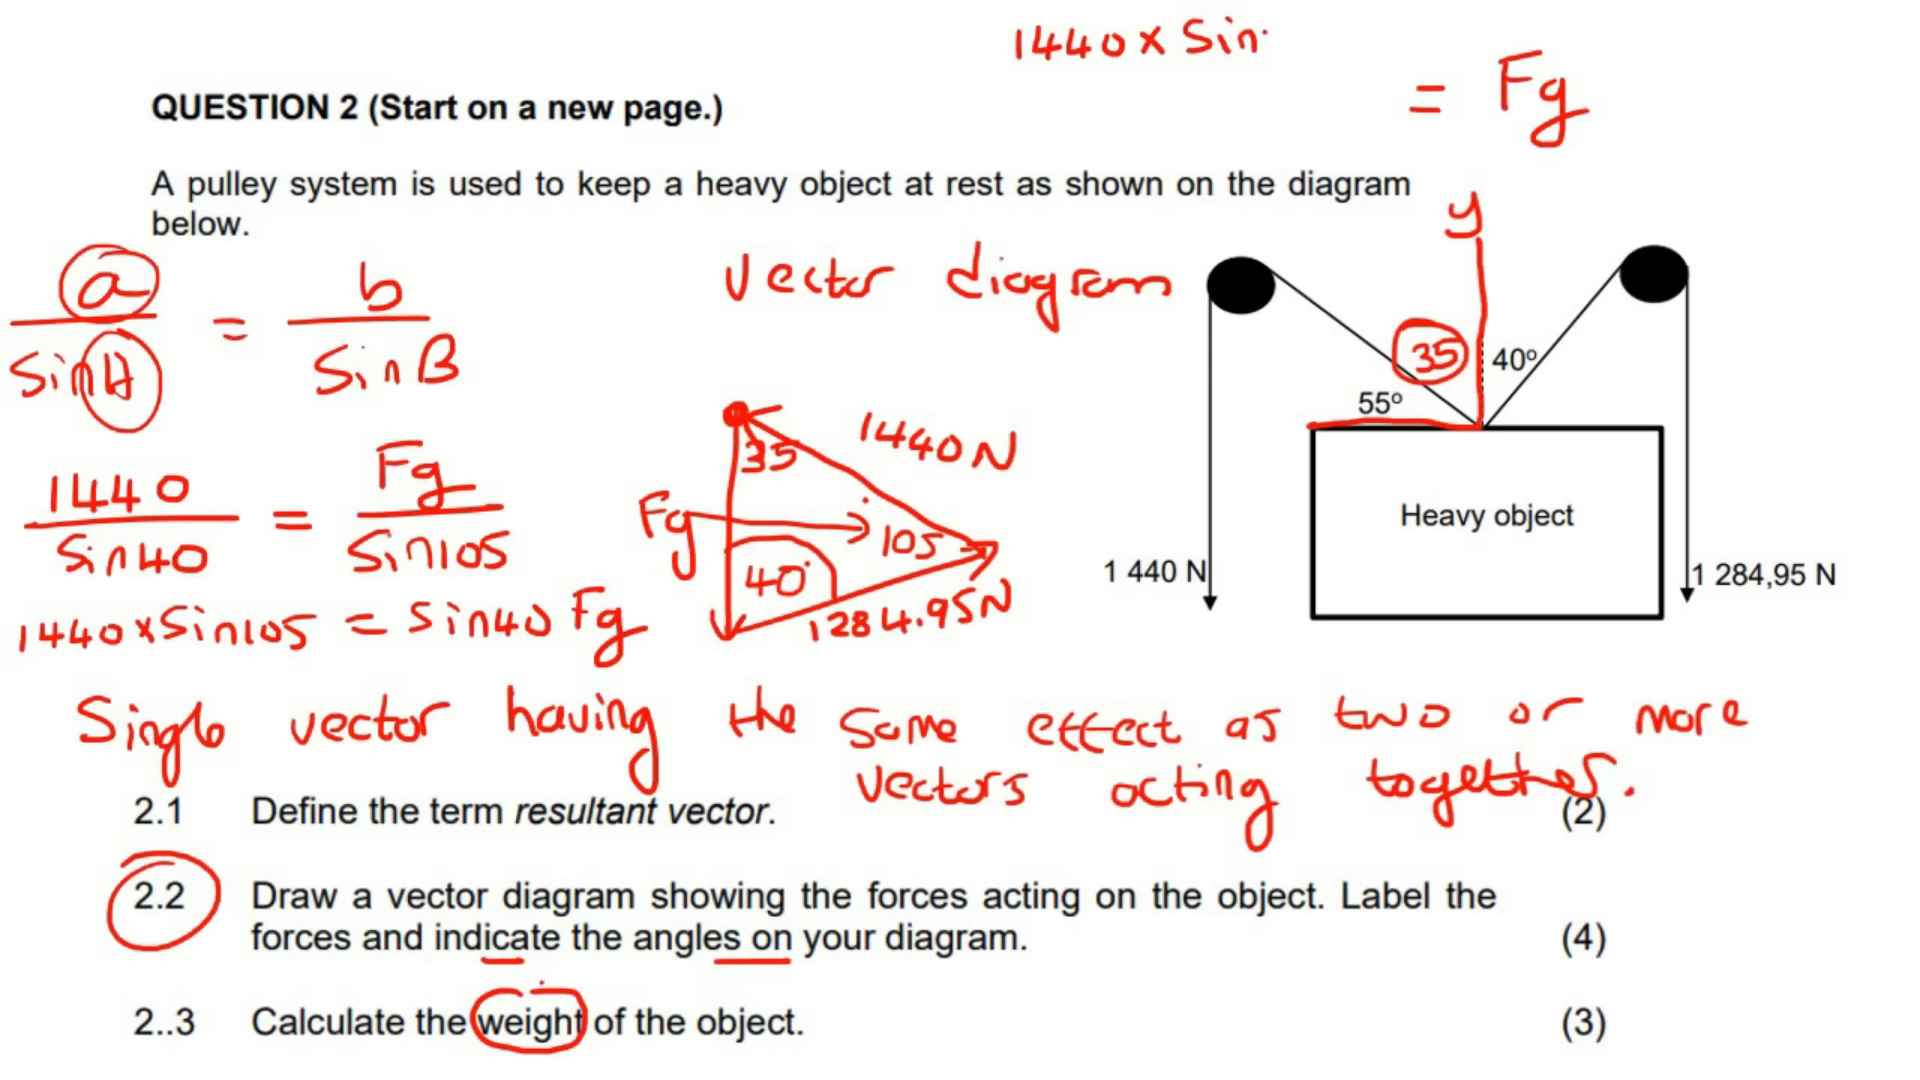 1440 x Sin
= Fg
QUESTION 2 (Start on a new page.)
A pulley system is used to keep a heavy object at rest as shown on the diagram
below.
y
a/SinA = b/SinB
Vector diagram
35
40°
55°
35
1440N
1440/Sin40 = Fg/Sin105
Fg
105
40°
1284.95N
Heavy object
1 440 N
1 284,95 N
1440xSin105 = Sin40 Fg
Single vector having the same effect as two or more
vectors acting together.
2.1 Define the term resultant vector. (2)
2.2 Draw a vector diagram showing the forces acting on the object. Label the
forces and indicate the angles on your diagram. (4)
2..3 Calculate the weight of the object. (3)